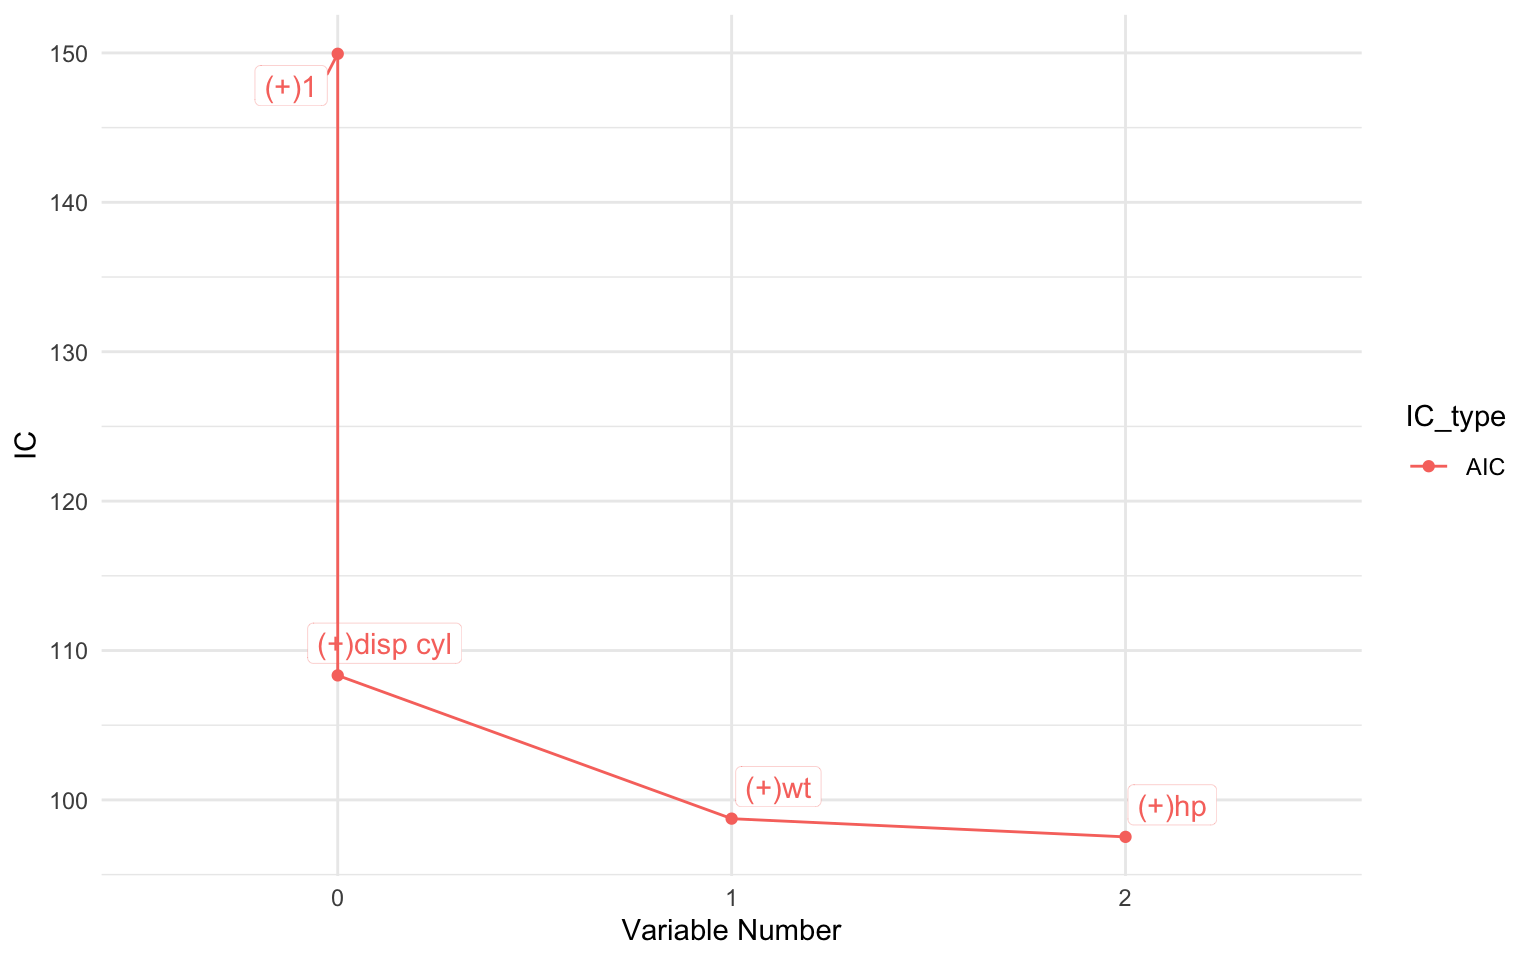 150
(+)1
140
130
IC
120
110
(+)disp cyl
100
(+)wt
(+)hp
0
1
2
Variable Number
IC_type
AIC